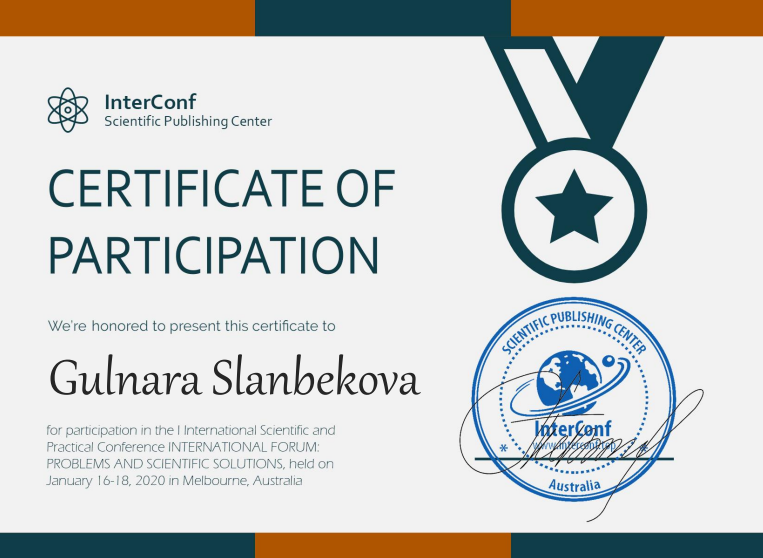 InterConf
Scientific Publishing Center
CERTIFICATE OF
PARTICIPATION
We're honored to present this certificate to
Gulnara Slanbekova
for participation in the I International Scientific and
Practical Conference INTERNATIONAL FORUM:
PROBLEMS AND SCIENTIFIC SOLUTIONS, held on
January 16-18, 2020 in Melbourne, Australia
SCIENTIFIC PUBLISHING CENTER
InterConf
www.interconf.top
* *
Australia